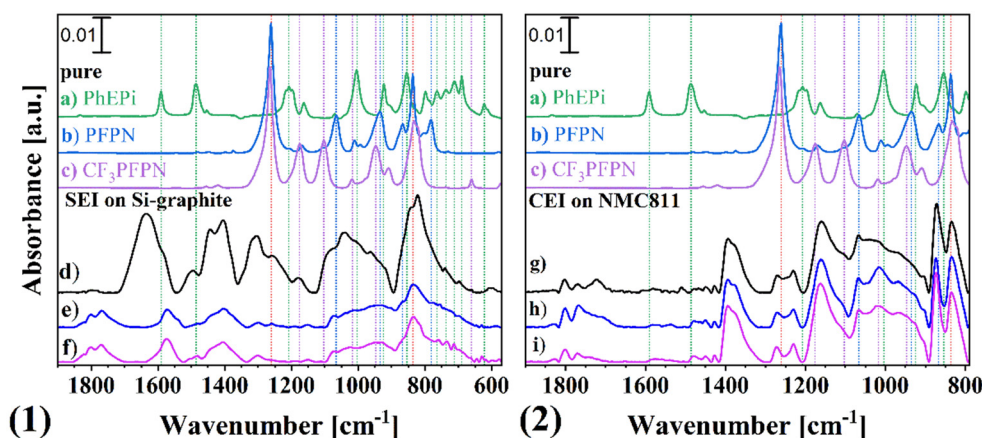 0.01
pure
a) PhEPi
b) PFPN
c) CF₃PFPN
SEI on Si-graphite
d)
e)
f)
Absorbance [a.u.]
1800 1600 1400 1200 1000 800 600
Wavenumber [cm⁻¹]
(1)
0.01
pure
a) PhEPi
b) PFPN
c) CF₃PFPN
CEI on NMC811
g)
h)
i)
1800 1600 1400 1200 1000 800
Wavenumber [cm⁻¹]
(2)